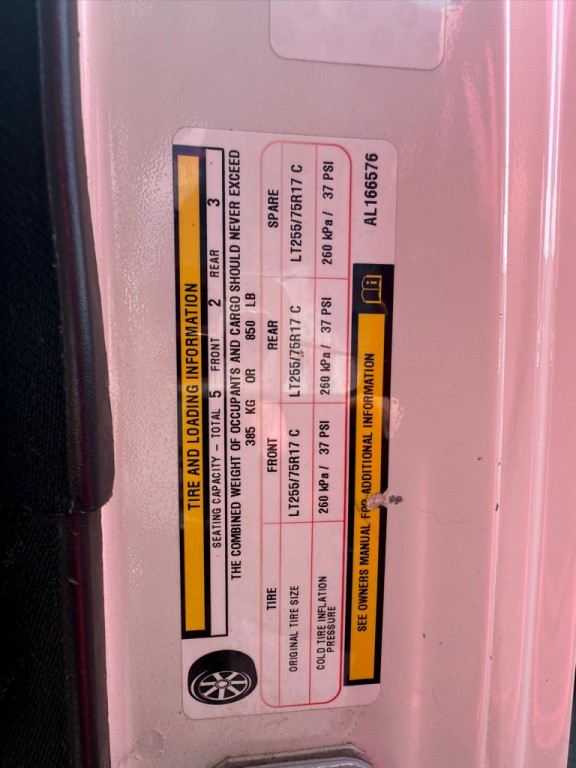 TIRE AND LOADING INFORMATION
SEATING CAPACITY - TOTAL 5 FRONT 2 REAR 3
THE COMBINED WEIGHT OF OCCUPANTS AND CARGO SHOULD NEVER EXCEED
385 KG OR 850 LB
TIRE FRONT REAR SPARE
ORIGINAL TIRE SIZE LT255/75R17 C LT255/75R17 C LT255/75R17 C
COLD TIRE INFLATION PRESSURE 260 kPa / 37 PSI 260 kPa / 37 PSI 260 kPa / 37 PSI
SEE OWNERS MANUAL FOR ADDITIONAL INFORMATION
AL166576